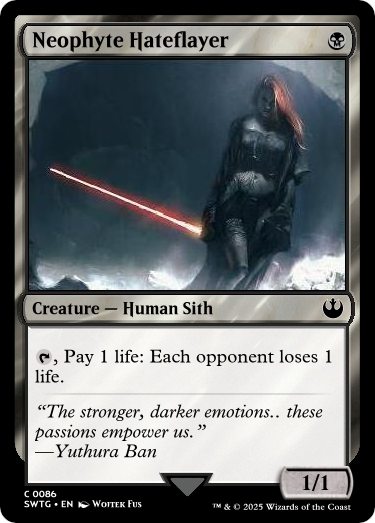 Neophyte Hateflayer
Creature — Human Sith
, Pay 1 life: Each opponent loses 1
life.
“The stronger, darker emotions.. these
passions empower us.”
—Yuthura Ban
1/1
C 0086
SWTG • EN Wojtek Fus
™ & © 2025 Wizards of the Coast